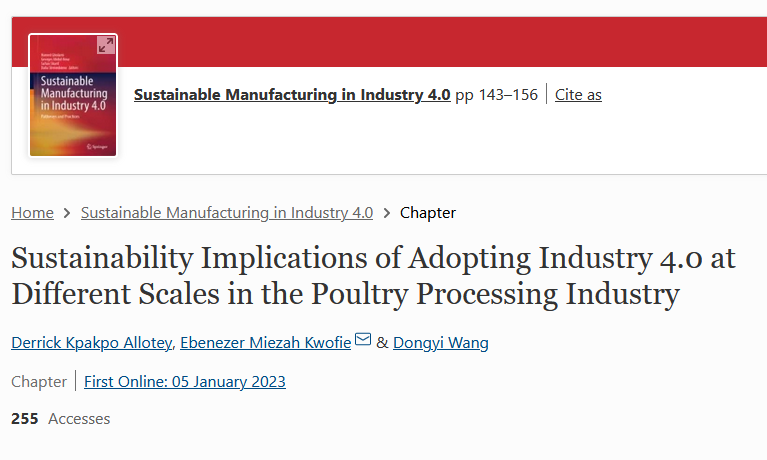 Sustainable
Manufacturing
in Industry 4.0
Springer
Sustainable Manufacturing in Industry 4.0 pp 143–156 | Cite as
Home > Sustainable Manufacturing in Industry 4.0 > Chapter
Sustainability Implications of Adopting Industry 4.0 at
Different Scales in the Poultry Processing Industry
Derrick Kpakpo Allotey, Ebenezer Miezah Kwofie & Dongyi Wang
Chapter | First Online: 05 January 2023
255 Accesses